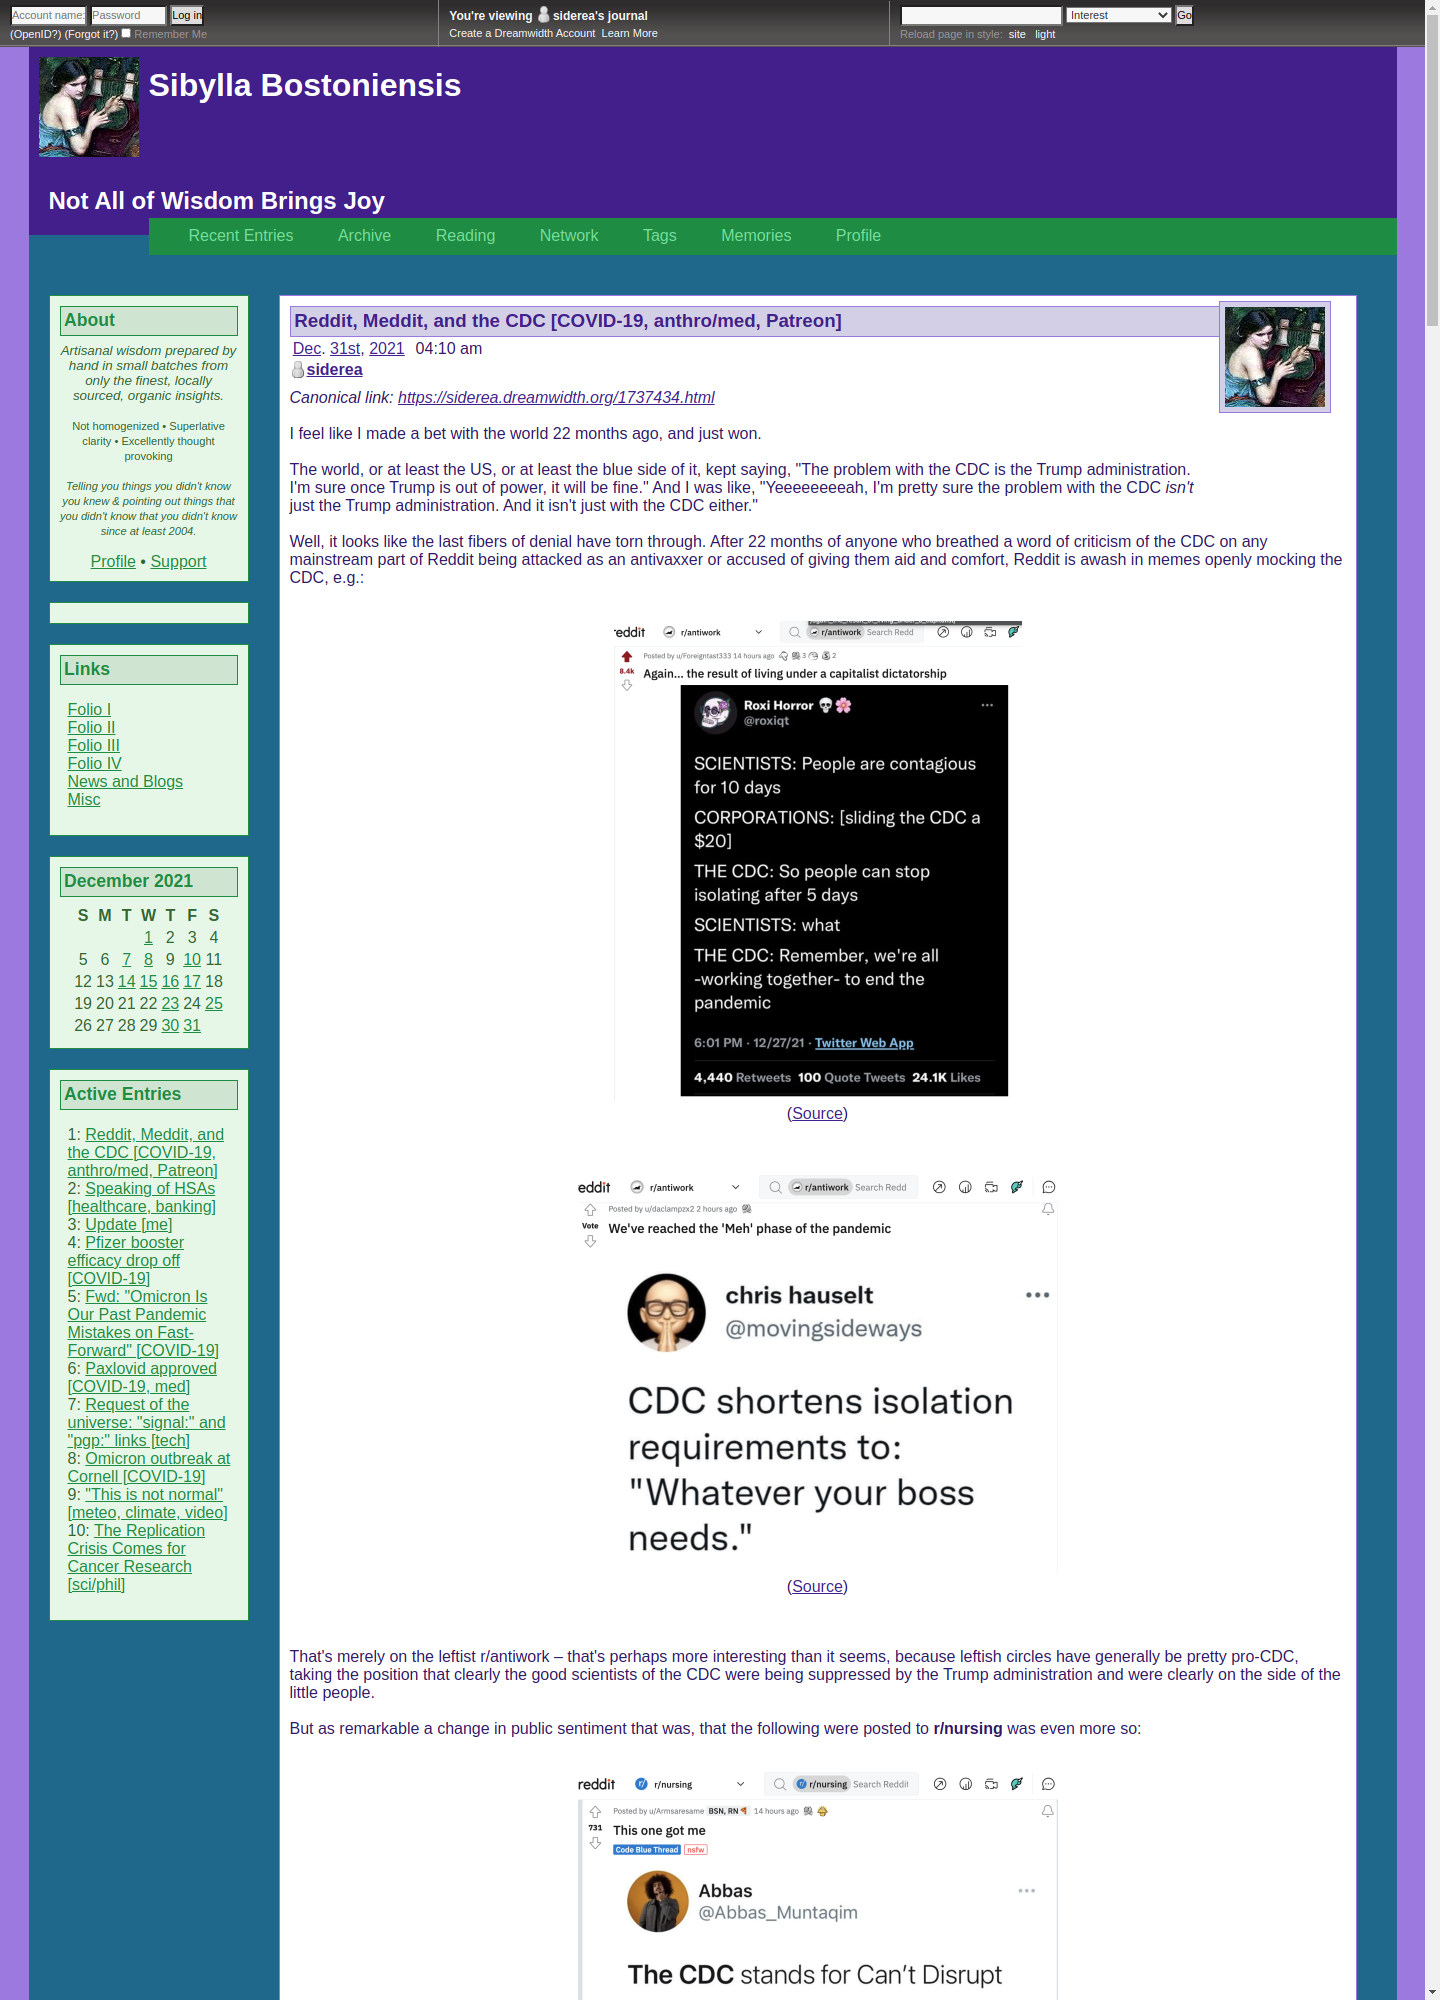 Account name: Password Log in
(OpenID?) (Forgot it?) Remember Me
You're viewing siderea's journal
Create a Dreamwidth Account Learn More
Interest Go
Reload page in style: site light
Sibylla Bostoniensis
Not All of Wisdom Brings Joy
Recent Entries Archive Reading Network Tags Memories Profile
About
Artisanal wisdom prepared by
hand in small batches from
only the finest, locally
sourced, organic insights.
Not homogenized • Superlative
clarity • Excellently thought
provoking
Telling you things you didn't know
you knew & pointing out things that
you didn't know that you didn't know
since at least 2004.
Profile • Support
Links
Folio I
Folio II
Folio III
Folio IV
News and Blogs
Misc
December 2021
S M T W T F S
1 2 3 4
5 6 7 8 9 10 11
12 13 14 15 16 17 18
19 20 21 22 23 24 25
26 27 28 29 30 31
Active Entries
1: Reddit, Meddit, and
the CDC [COVID-19,
anthro/med, Patreon]
2: Speaking of HSAs
[healthcare, banking]
3: Update [me]
4: Pfizer booster
efficacy drop off
[COVID-19]
5: Fwd: "Omicron Is
Our Past Pandemic
Mistakes on Fast-
Forward" [COVID-19]
6: Paxlovid approved
[COVID-19, med]
7: Request of the
universe: "signal:" and
"pgp:" links [tech]
8: Omicron outbreak at
Cornell [COVID-19]
9: "This is not normal"
[meteo, climate, video]
10: The Replication
Crisis Comes for
Cancer Research
[sci/phil]
Reddit, Meddit, and the CDC [COVID-19, anthro/med, Patreon]
Dec. 31st, 2021 04:10 am
siderea
Canonical link: https://siderea.dreamwidth.org/1737434.html
I feel like I made a bet with the world 22 months ago, and just won.
The world, or at least the US, or at least the blue side of it, kept saying, "The problem with the CDC is the Trump administration.
I'm sure once Trump is out of power, it will be fine." And I was like, "Yeeeeeeeah, I'm pretty sure the problem with the CDC isn't
just the Trump administration. And it isn't just with the CDC either."
Well, it looks like the last fibers of denial have torn through. After 22 months of anyone who breathed a word of criticism of the CDC on any
mainstream part of Reddit being attacked as an antivaxxer or accused of giving them aid and comfort, Reddit is awash in memes openly mocking the
CDC, e.g.:
reddit r/antiwork r/antiwork Search Redd
Posted by u/Foreigntast333 14 hours ago 3 2
8.4k
Again... the result of living under a capitalist dictatorship
Roxi Horror
@roxiqt
SCIENTISTS: People are contagious
for 10 days
CORPORATIONS: [sliding the CDC a
$20]
THE CDC: So people can stop
isolating after 5 days
SCIENTISTS: what
THE CDC: Remember, we're all
-working together- to end the
pandemic
6:01 PM · 12/27/21 · Twitter Web App
4,440 Retweets 100 Quote Tweets 24.1K Likes
(Source)
eddit r/antiwork r/antiwork Search Redd
Posted by u/daclampzx2 2 hours ago
Vote
We've reached the 'Meh' phase of the pandemic
chris hauselt
@movingsideways
CDC shortens isolation
requirements to:
"Whatever your boss
needs."
(Source)
That's merely on the leftist r/antiwork – that's perhaps more interesting than it seems, because leftish circles have generally be pretty pro-CDC,
taking the position that clearly the good scientists of the CDC were being suppressed by the Trump administration and were clearly on the side of the
little people.
But as remarkable a change in public sentiment that was, that the following were posted to r/nursing was even more so:
reddit r/nursing r/nursing Search Reddit
Posted by u/Armsaresame BSN, RN 14 hours ago
731
This one got me
Code Blue Thread nsfw
Abbas
@Abbas_Muntaqim
The CDC stands for Can't Disrupt